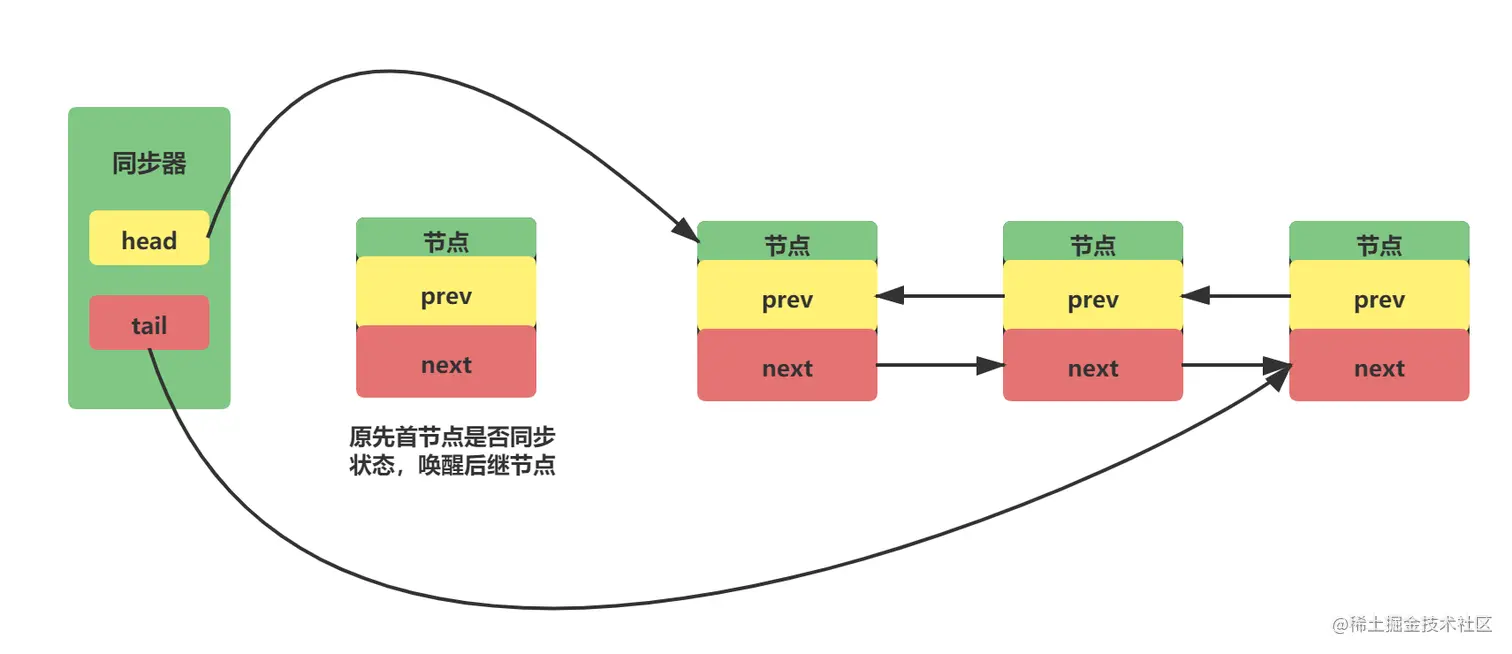 同步器
head
tail
节点
prev
next
原先首节点是否同步
状态，唤醒后继节点
节点
prev
next
节点
prev
next
节点
prev
next
@稀土掘金技术社区